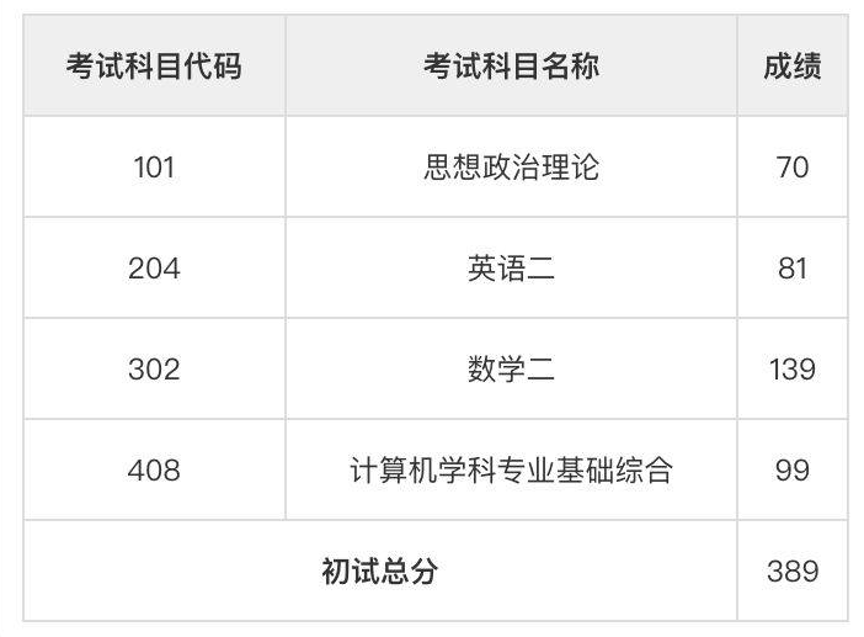 考试科目代码 考试科目名称 成绩
101 思想政治理论 70
204 英语二 81
302 数学二 139
408 计算机学科专业基础综合 99
初试总分 389